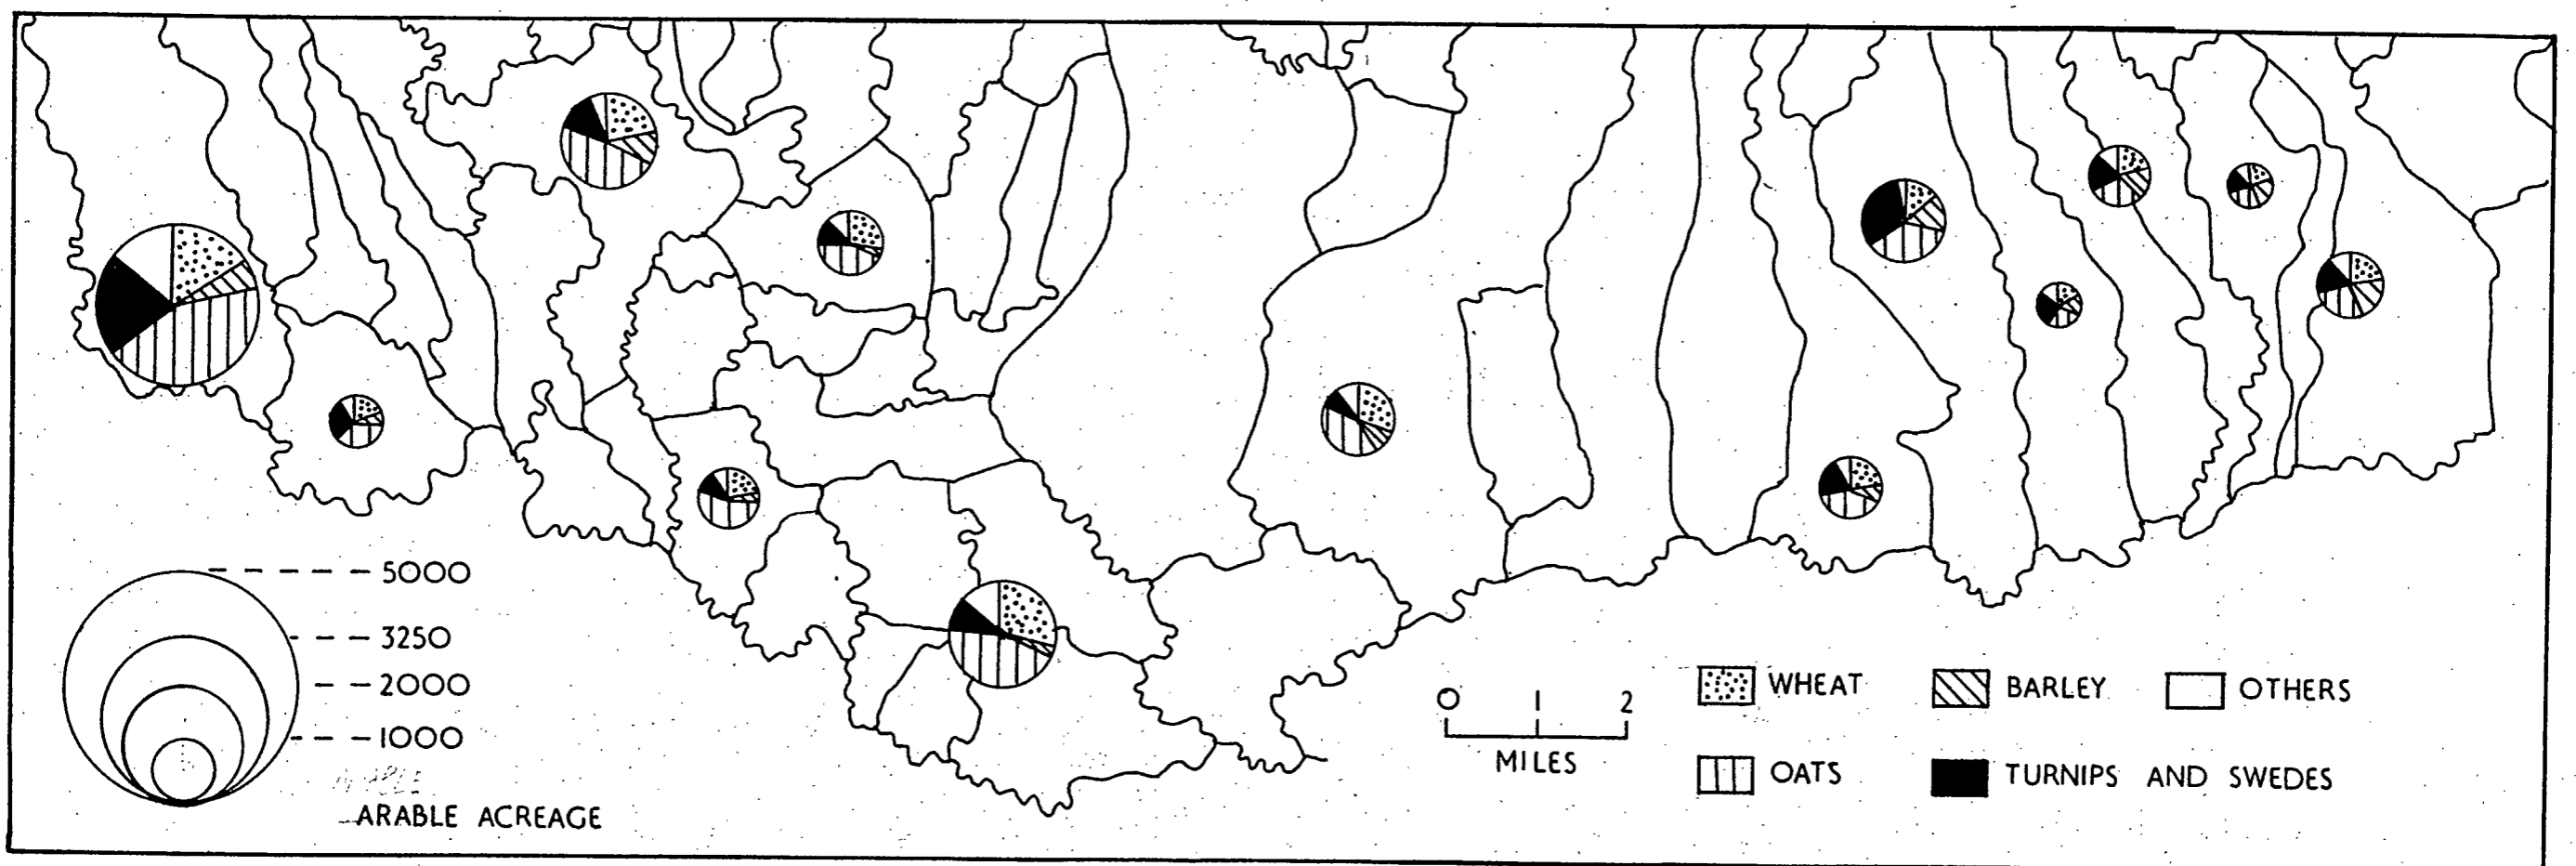 5000
3250
2000
1000
ARABLE ACREAGE
0 1 2
MILES
WHEAT BARLEY OTHERS
OATS TURNIPS AND SWEDES